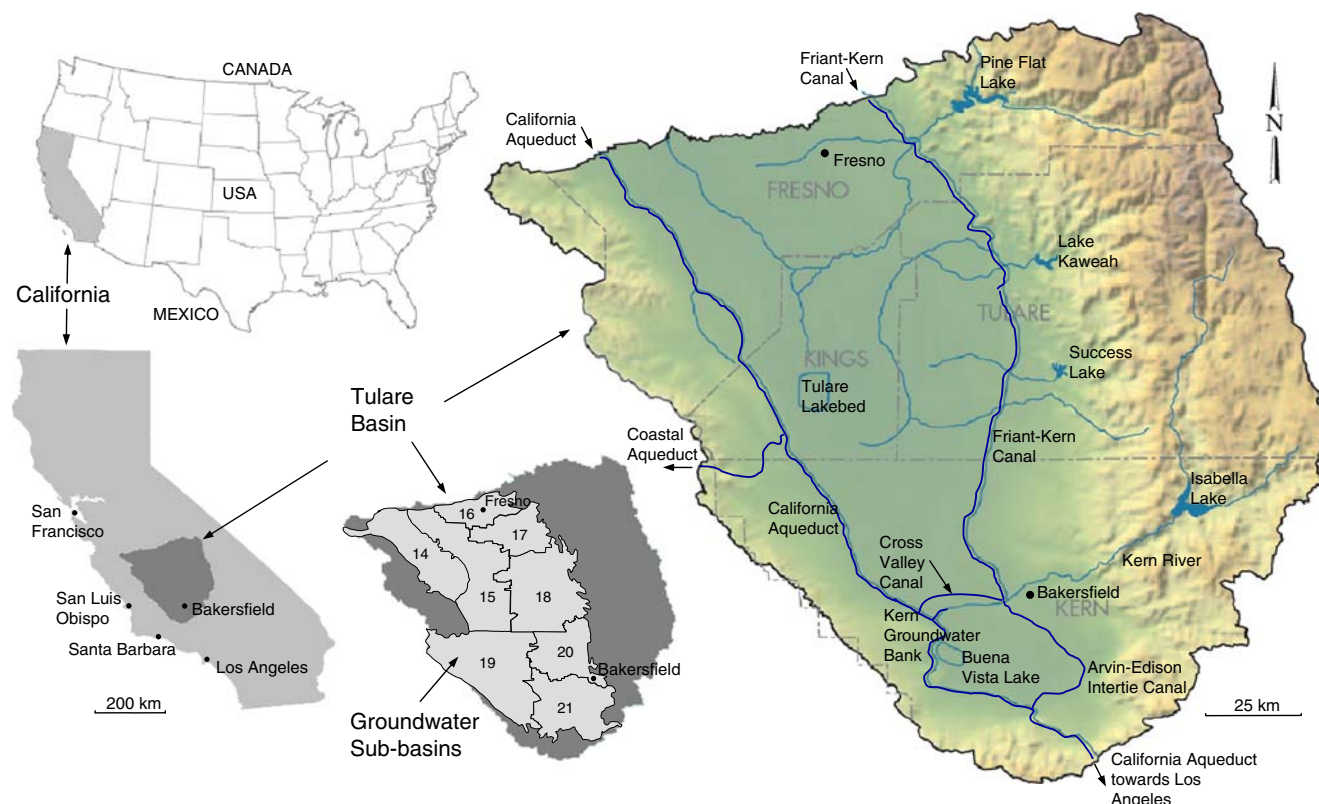 CANADA
USA
MEXICO
California
San
Francisco
San Luis
Obispo
Santa Barbara
Bakersfield
Los Angeles
200 km
Tulare
Basin
Fresno
16
17
14
15
18
19
20
Bakersfield
21
Groundwater
Sub-basins
Friant-Kern
Canal
Pine Flat
Lake
California
Aqueduct
N
Fresno
FRESNO
Lake
Kaweah
TULARE
KINGS
Success
Lake
Tulare
Lakebed
Coastal
Aqueduct
Friant-Kern
Canal
Isabella
Lake
California
Aqueduct
Cross
Valley
Canal
Kern River
Bakersfield
KERN
Kern
Groundwater
Bank
Buena
Vista Lake
Arvin-Edison
Intertie Canal
25 km
California Aqueduct
towards Los
Angeles